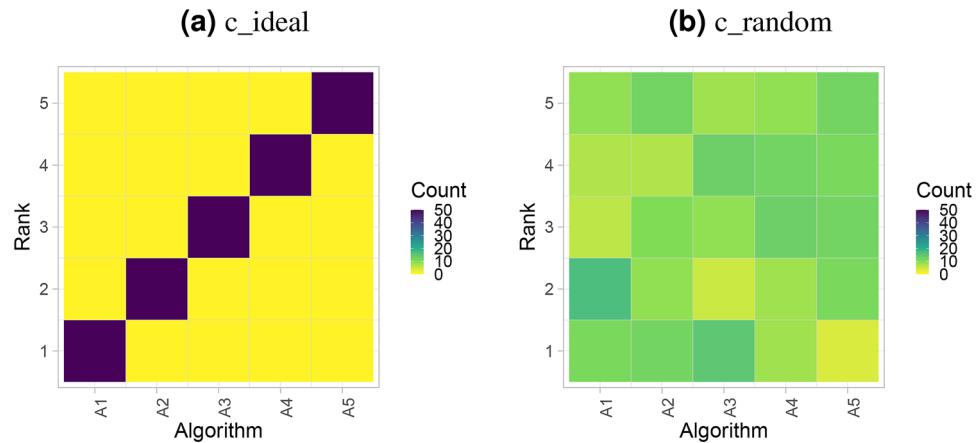 (a) c_ideal
5
4
3
2
1
Rank
A1
A2
A3
A4
A5
Algorithm
Count
50
40
30
20
10
0
(b) c_random
5
4
3
2
1
Rank
A1
A2
A3
A4
A5
Algorithm
Count
50
40
30
20
10
0